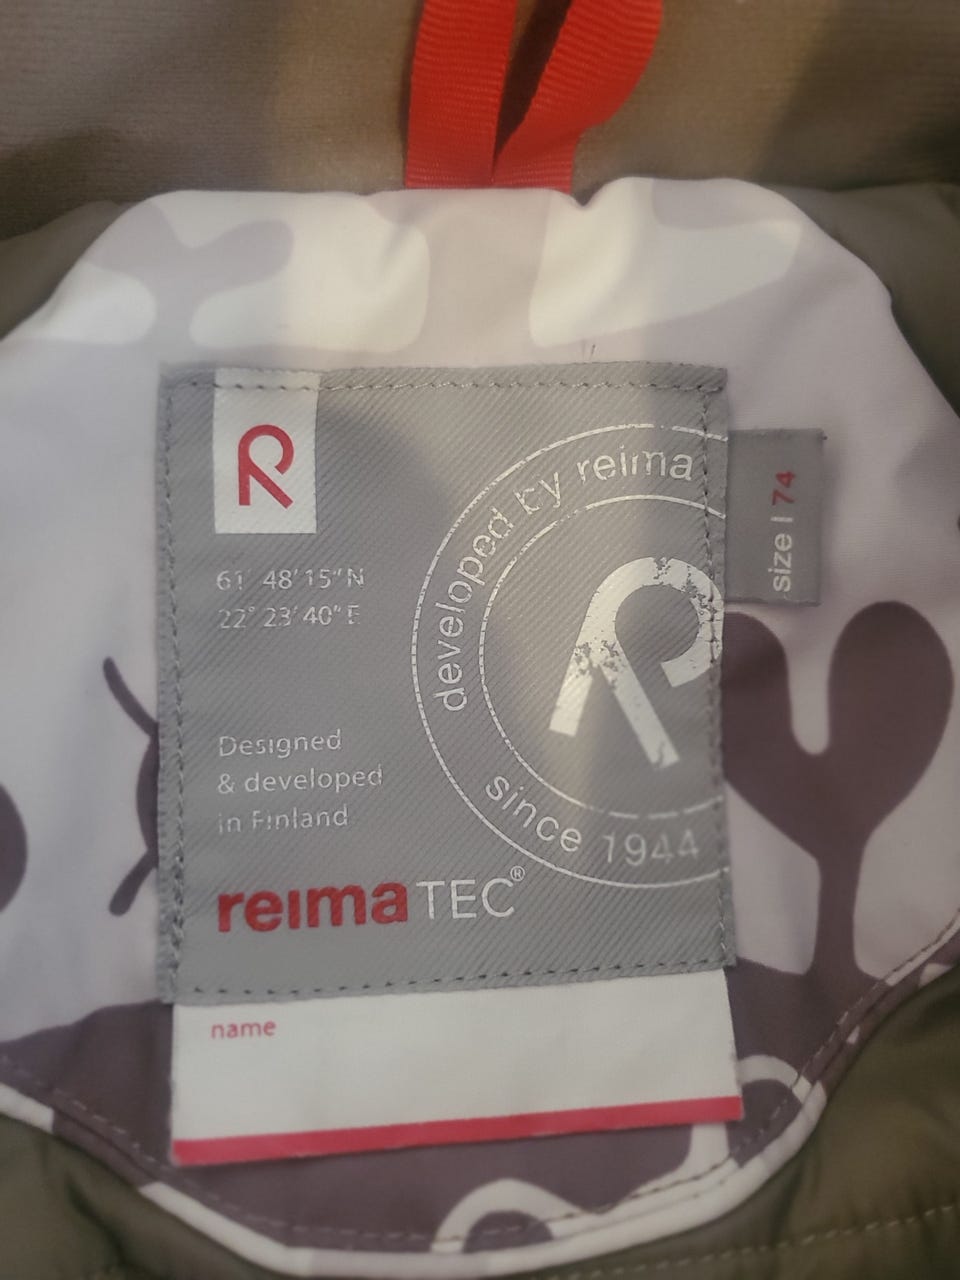 R
61° 48' 15" N
22° 23' 40" E
developed by reima
since 1944
Designed
& developed
in Finland
reimaTEC®
size | 74
name